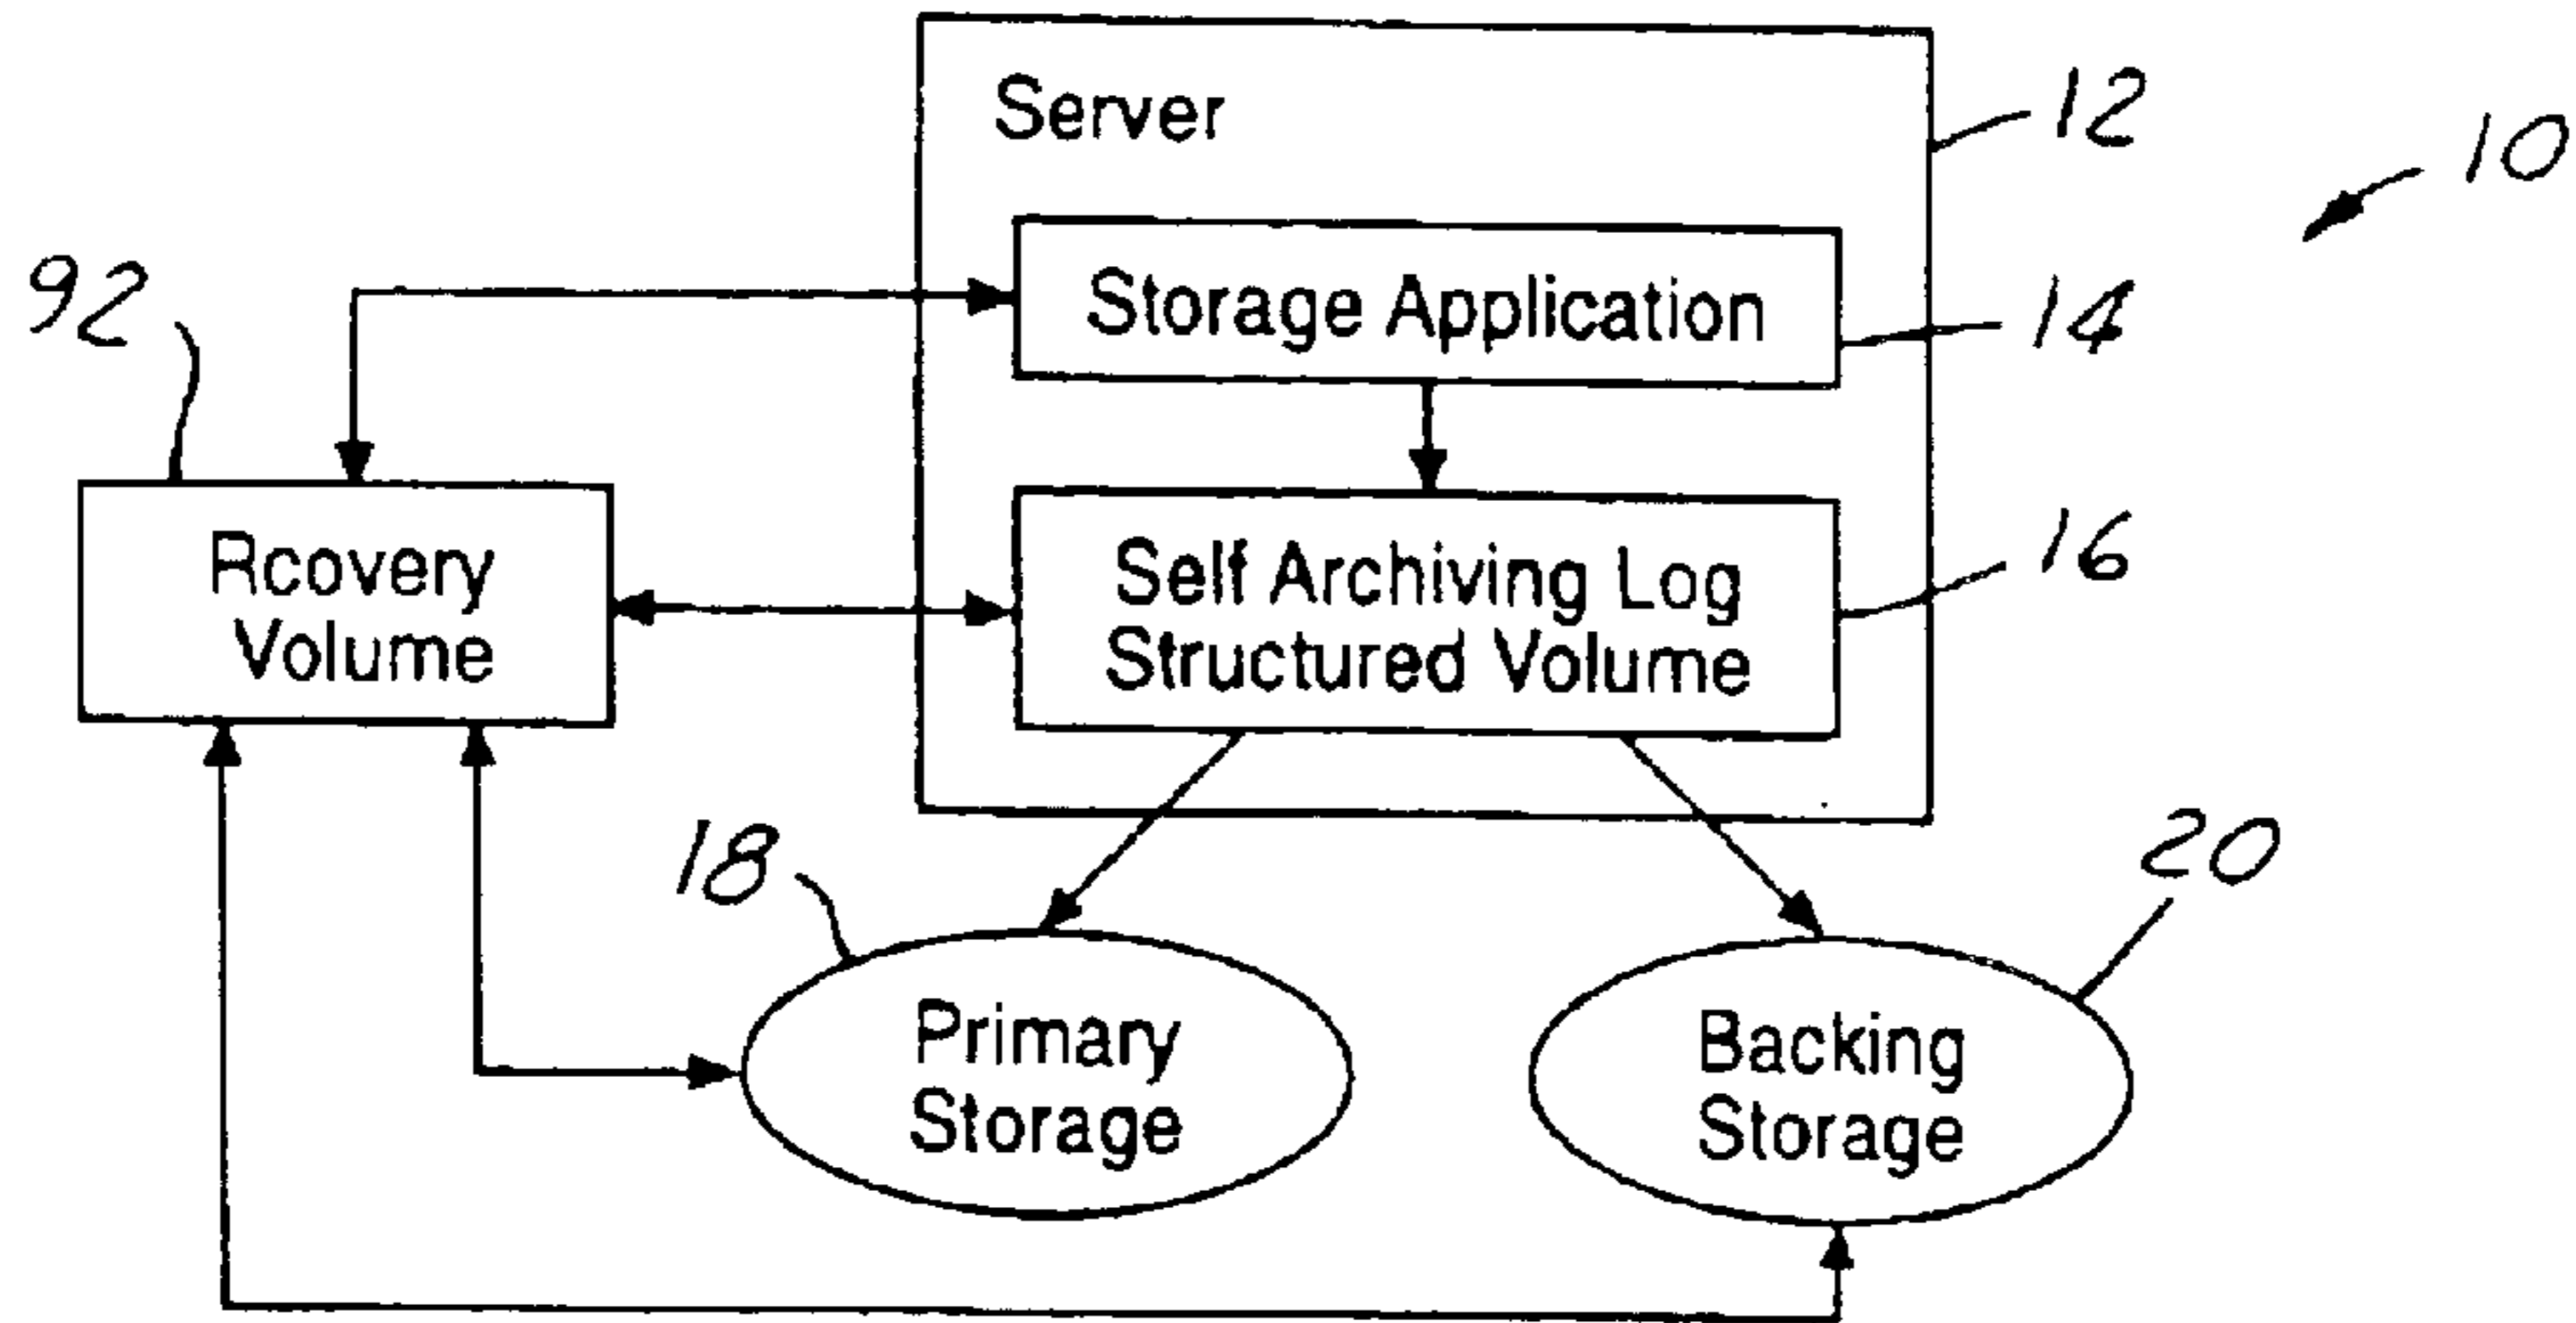 Server
12
10
Storage Application
14
92
Rcovery
Volume
Self Archiving Log
Structured Volume
16
18
Primary
Storage
20
Backing
Storage